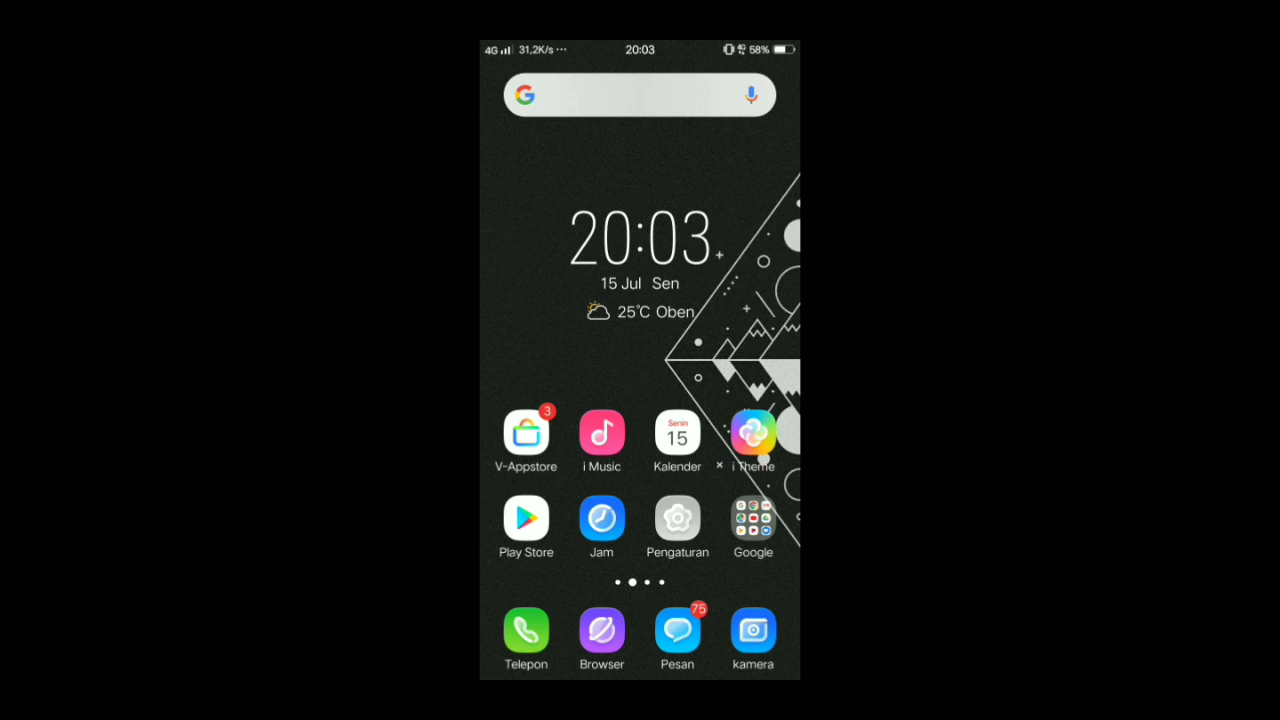 4G 31,2K/s ... 20:03 4G 58%
20:03
15 Jul Sen
25°C Oben
3
Senin
15
V-Appstore i Music Kalender i Theme
Play Store Jam Pengaturan Google
75
Telepon Browser Pesan kamera